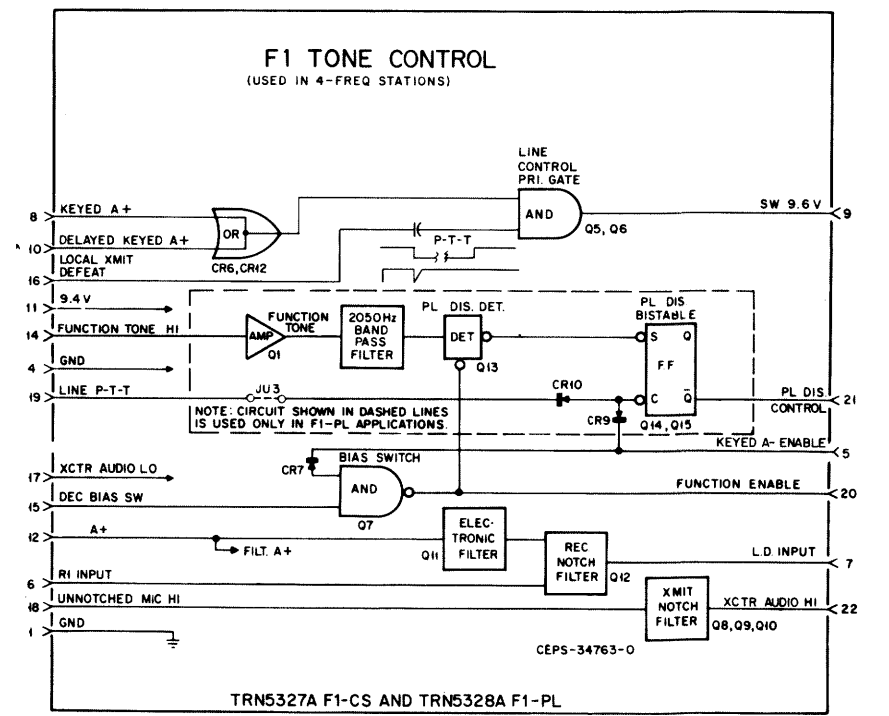 F1 TONE CONTROL
(USED IN 4-FREQ STATIONS)
LINE
CONTROL
PRI. GATE
8 KEYED A+
OR
AND
SW 9.6 V 9
10 DELAYED KEYED A+
P-T-T
Q5, Q6
CR6, CR12
16 LOCAL XMIT
DEFEAT
11 9.4V
14 FUNCTION TONE HI
AMP
Q1
FUNCTION
TONE
2050Hz
BAND
PASS
FILTER
PL DIS. DET.
DET
Q13
PL DIS
BISTABLE
S Q
FF
C Q̅
Q14, Q15
4 GND
19 LINE P-T-T
JU3
CR10
CR9
PL DIS.
CONTROL
21
NOTE: CIRCUIT SHOWN IN DASHED LINES
IS USED ONLY IN F1-PL APPLICATIONS.
KEYED A- ENABLE 5
17 XCTR AUDIO LO
CR7
BIAS SWITCH
AND
Q7
FUNCTION ENABLE 20
15 DEC BIAS SW
12 A+
FILT. A+
Q11
ELEC-
TRONIC
FILTER
REC
NOTCH
FILTER
Q12
L.D. INPUT 7
6 R1 INPUT
18 UNNOTCHED MIC HI
XMIT
NOTCH
FILTER
XCTR AUDIO HI 22
Q8, Q9, Q10
1 GND
CEPS-34763-O
TRN5327A F1-CS AND TRN5328A F1-PL